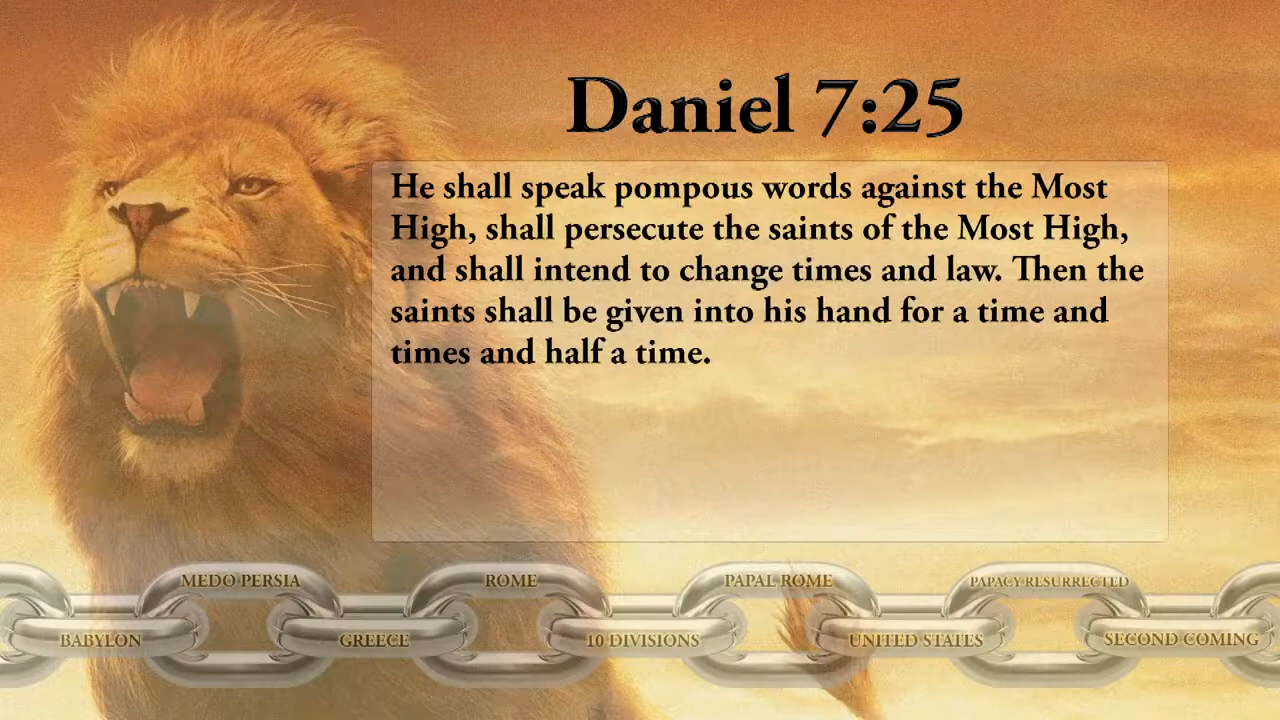 Daniel 7:25
He shall speak pompous words against the Most
High, shall persecute the saints of the Most High,
and shall intend to change times and law. Then the
saints shall be given into his hand for a time and
times and half a time.
MEDO PERSIA ROME PAPAL ROME PAPACY RESURRECTED
BABYLON GREECE 10 DIVISIONS UNITED STATES SECOND COMING